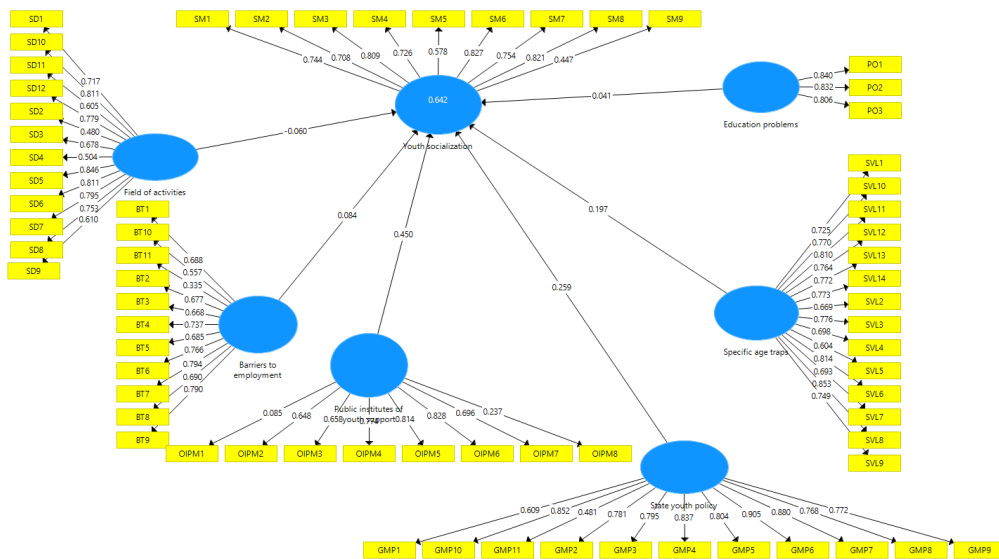 SD1
SD10
SD11
SD12
SD2
SD3
SD4
SD5
SD6
SD7
SD8
SD9
0.717
0.811
0.605
0.779
0.480
0.678
0.504
0.846
0.811
0.795
0.753
0.610
Field of activities
-0.060
SM1
SM2
SM3
SM4
SM5
SM6
SM7
SM8
SM9
0.744
0.708
0.809
0.726
0.578
0.827
0.754
0.821
0.447
0.642
Youth socialization
0.041
Education problems
0.840
0.832
0.806
PO1
PO2
PO3
BT1
BT10
BT11
BT2
BT3
BT4
BT5
BT6
BT7
BT8
BT9
0.688
0.557
0.335
0.677
0.668
0.737
0.685
0.766
0.794
0.690
0.790
Barriers to
employment
0.084
0.450
Public institutes of
youth support
0.085
0.648
0.658
0.774
0.814
0.828
0.696
0.237
OIPM1
OIPM2
OIPM3
OIPM4
OIPM5
OIPM6
OIPM7
OIPM8
0.259
0.197
Specific age traps
0.725
0.770
0.810
0.764
0.772
0.773
0.669
0.776
0.698
0.604
0.814
0.693
0.853
0.749
SVL1
SVL10
SVL11
SVL12
SVL13
SVL14
SVL2
SVL3
SVL4
SVL5
SVL6
SVL7
SVL8
SVL9
State youth policy
0.609
0.852
0.481
0.781
0.795
0.837
0.804
0.905
0.880
0.768
0.772
GMP1
GMP10
GMP11
GMP2
GMP3
GMP4
GMP5
GMP6
GMP7
GMP8
GMP9